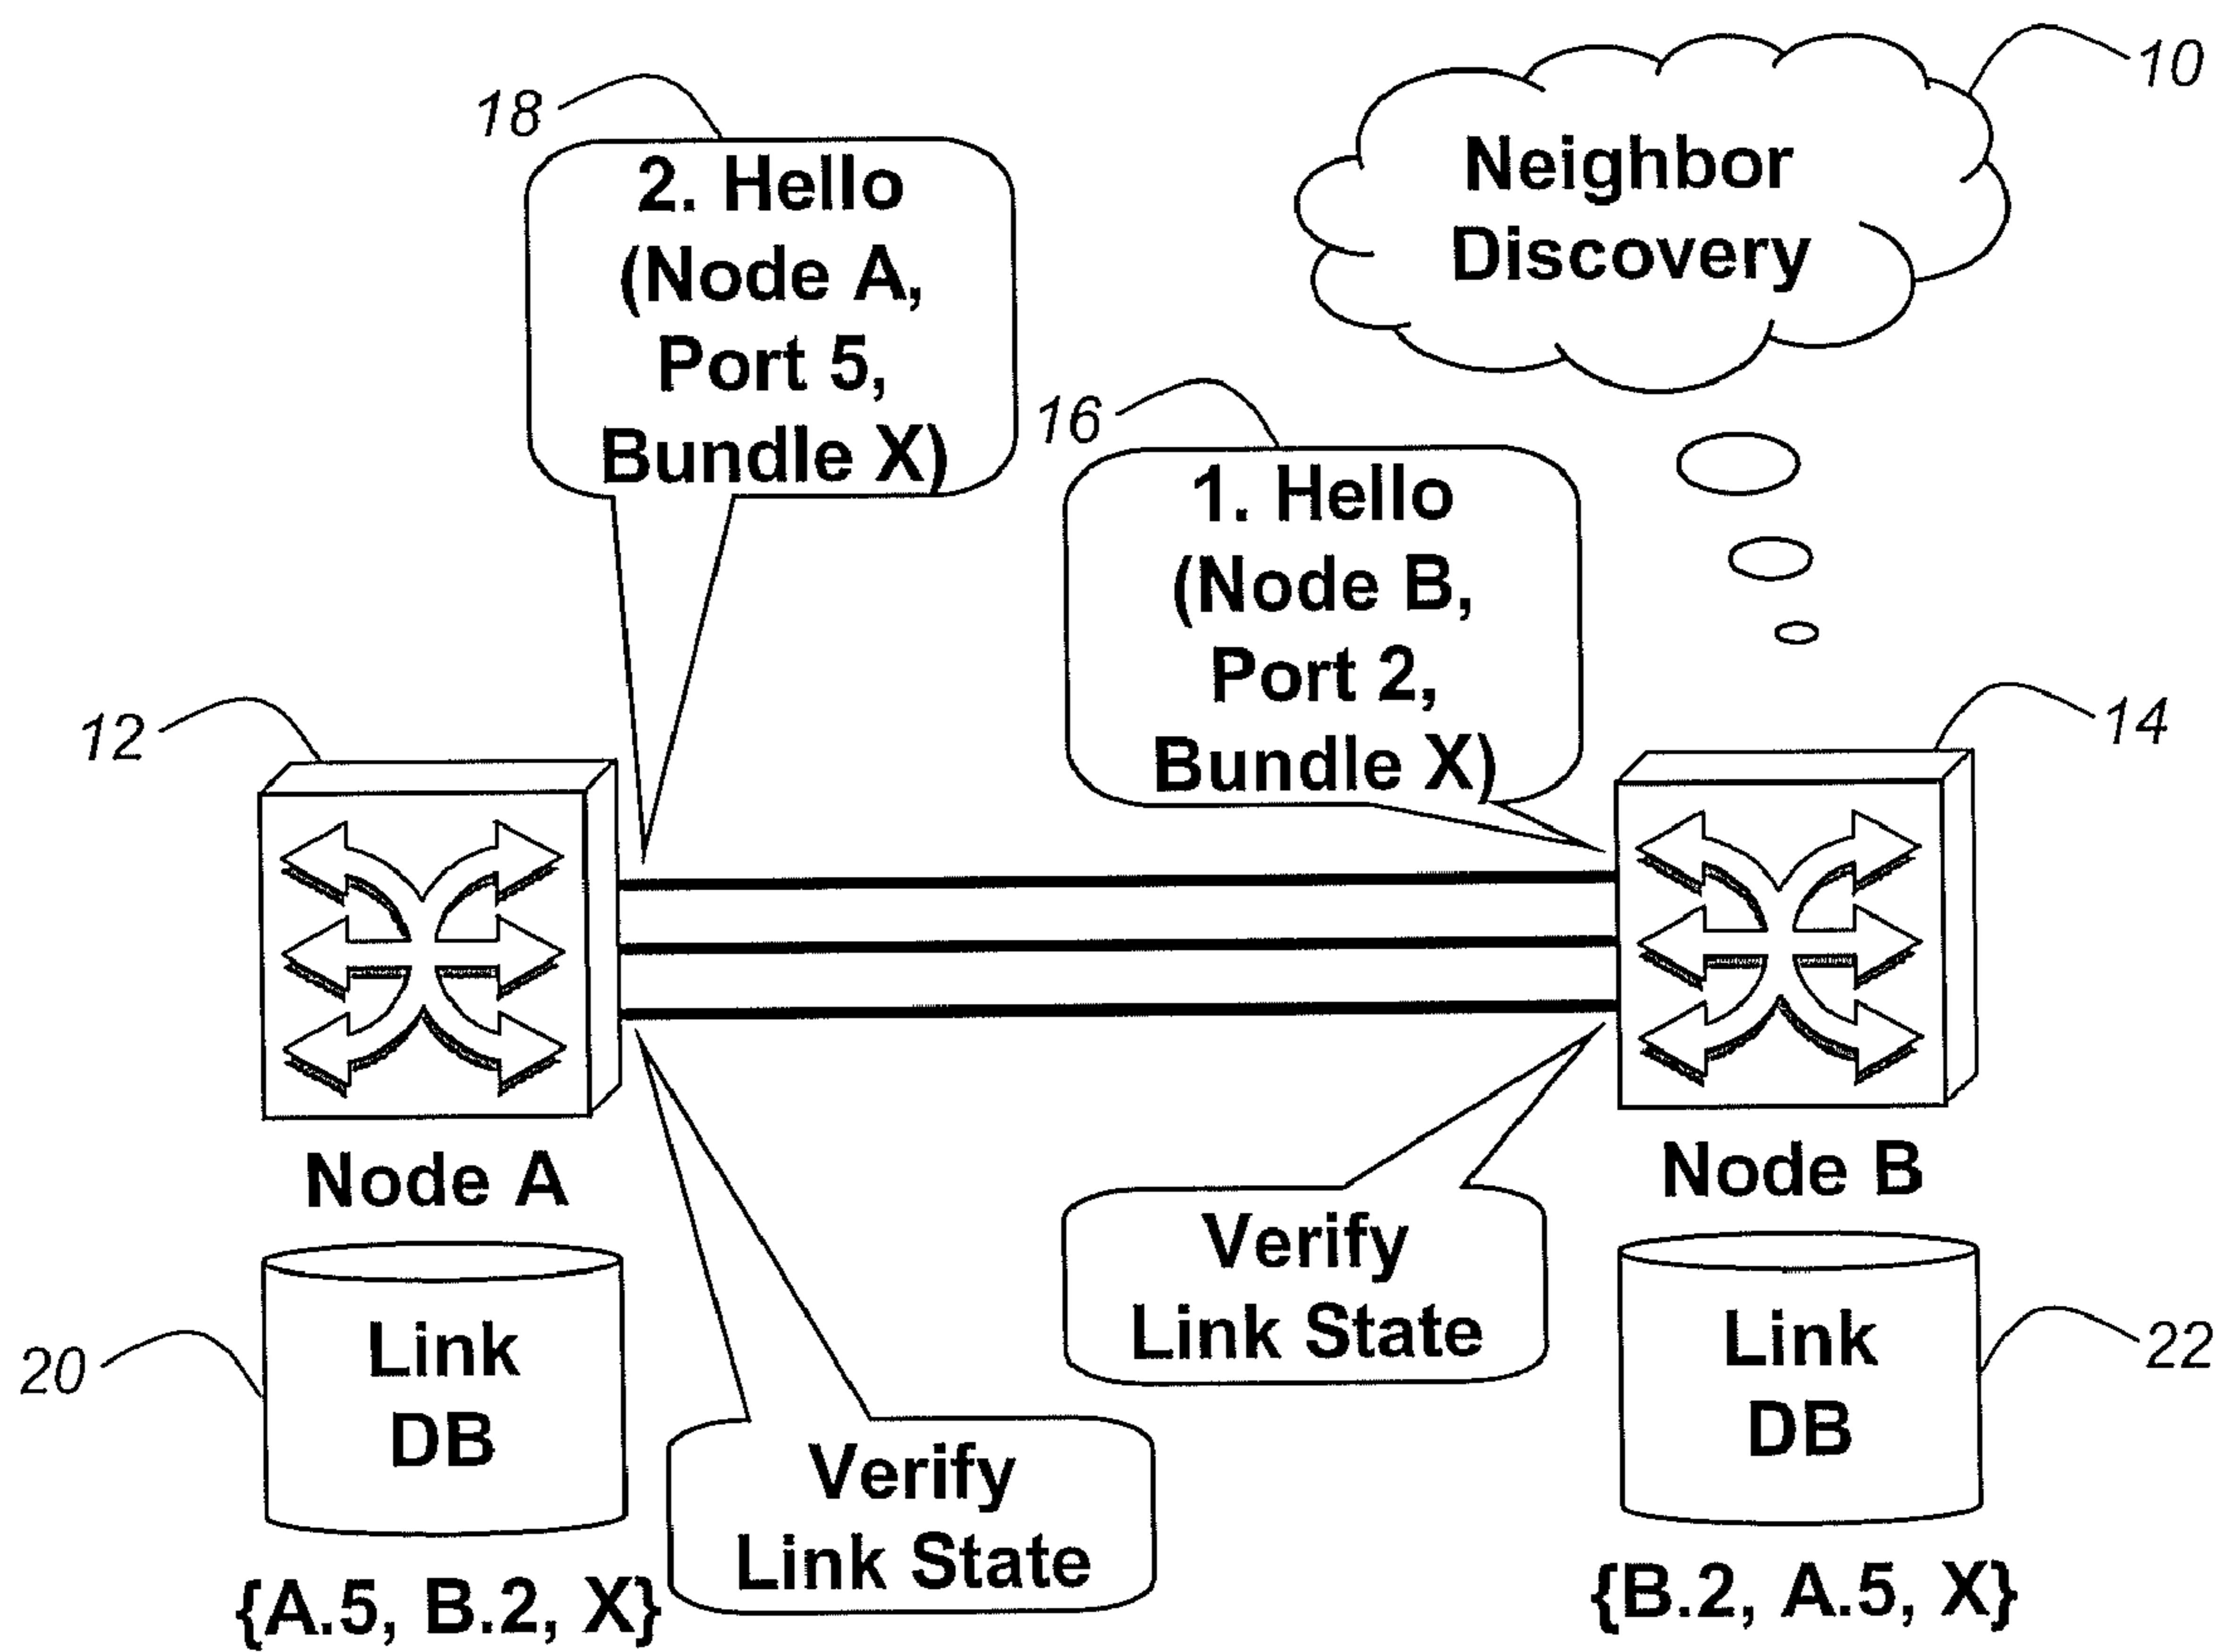 10
Neighbor
Discovery
18
2. Hello
(Node A,
Port 5,
Bundle X)
16
1. Hello
(Node B,
Port 2,
Bundle X)
12
14
Node A
Node B
Verify
Link State
20
Link
DB
22
Link
DB
Verify
Link State
{A.5, B.2, X}
{B.2, A.5, X}